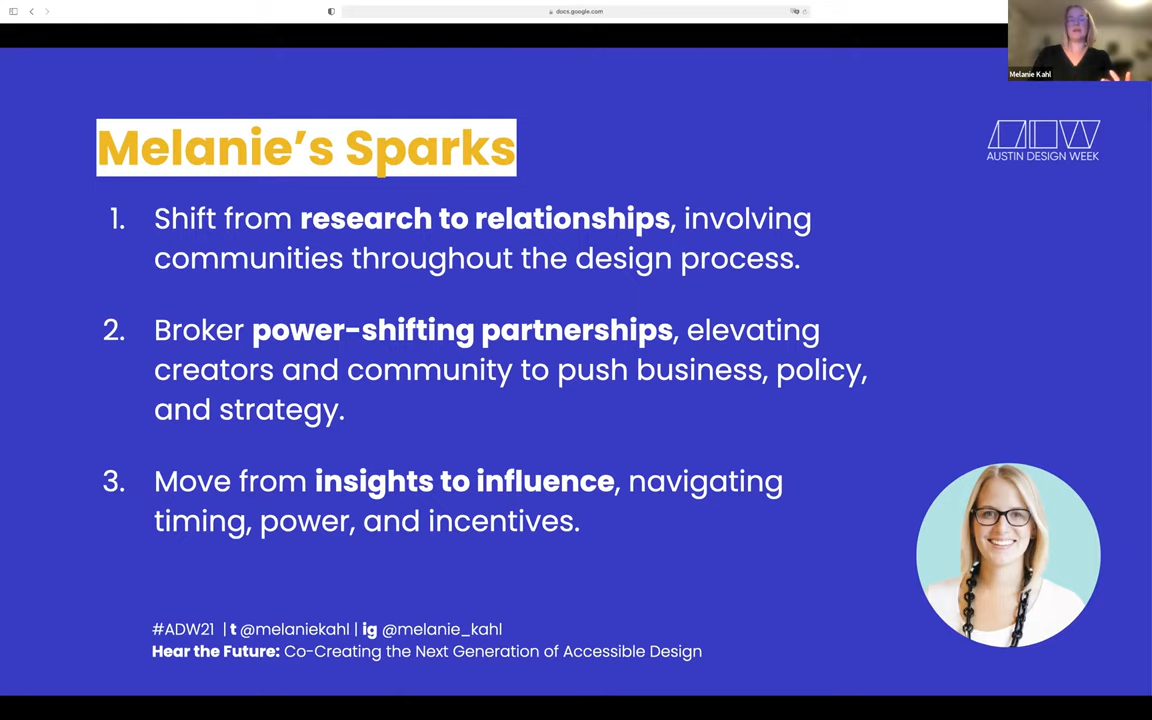 docs.google.com
Melanie Kahl
Melanie's Sparks
AUSTIN DESIGN WEEK
1. Shift from research to relationships, involving
communities throughout the design process.
2. Broker power-shifting partnerships, elevating
creators and community to push business, policy,
and strategy.
3. Move from insights to influence, navigating
timing, power, and incentives.
#ADW21 | t @melaniekahl | ig @melanie_kahl
Hear the Future: Co-Creating the Next Generation of Accessible Design